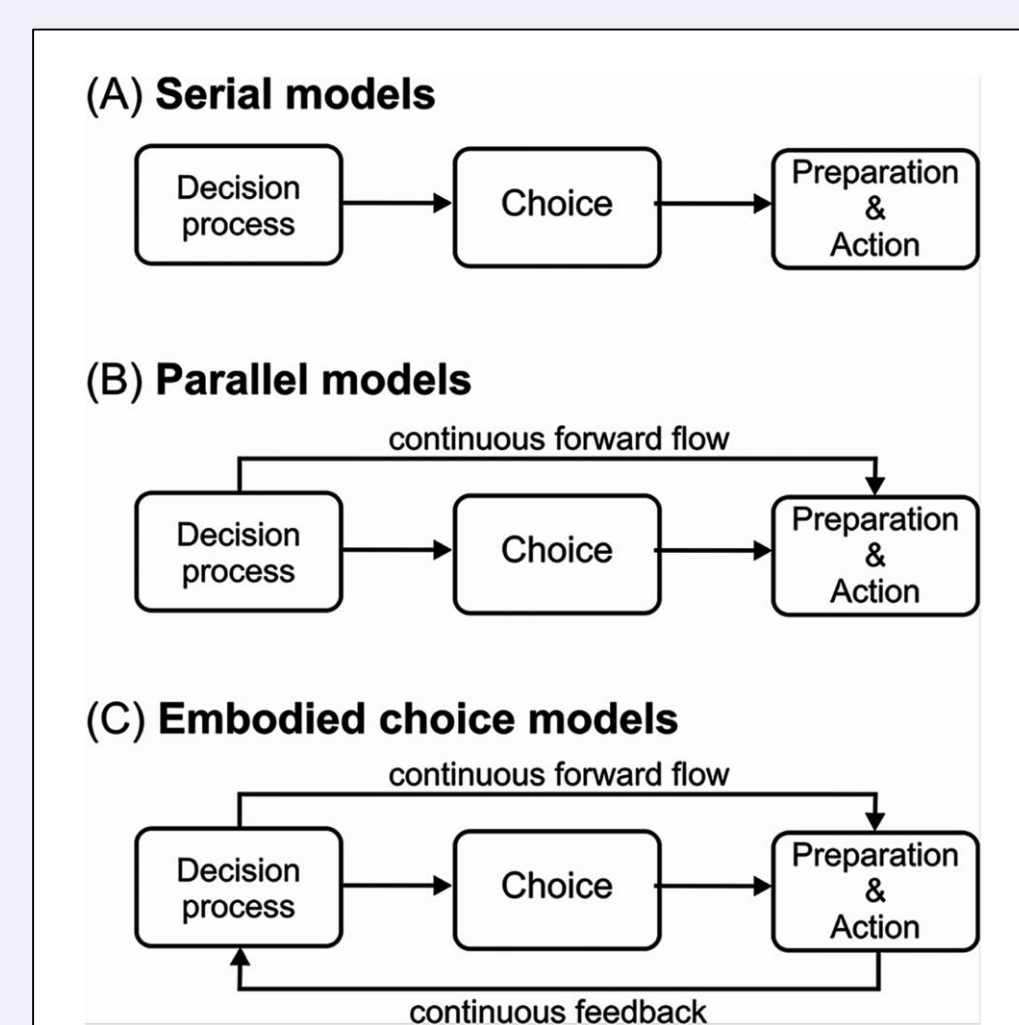 (A) Serial models
Decision
process
Choice
Preparation
&
Action
(B) Parallel models
continuous forward flow
Decision
process
Choice
Preparation
&
Action
(C) Embodied choice models
continuous forward flow
Decision
process
Choice
Preparation
&
Action
continuous feedback